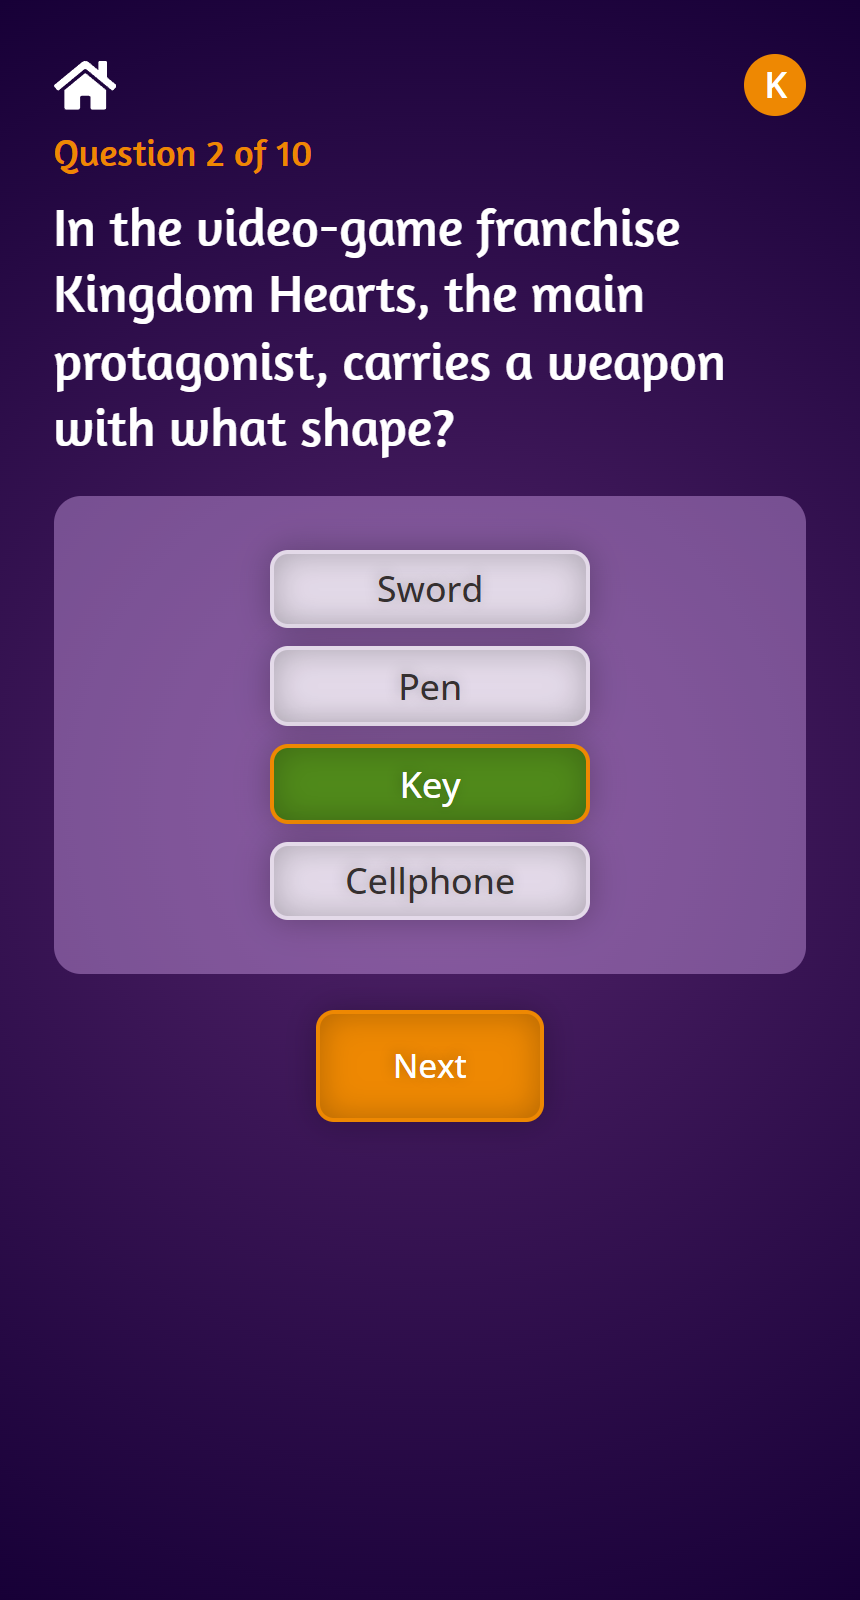 K
Question 2 of 10
In the video-game franchise
Kingdom Hearts, the main
protagonist, carries a weapon
with what shape?
Sword
Pen
Key
Cellphone
Next